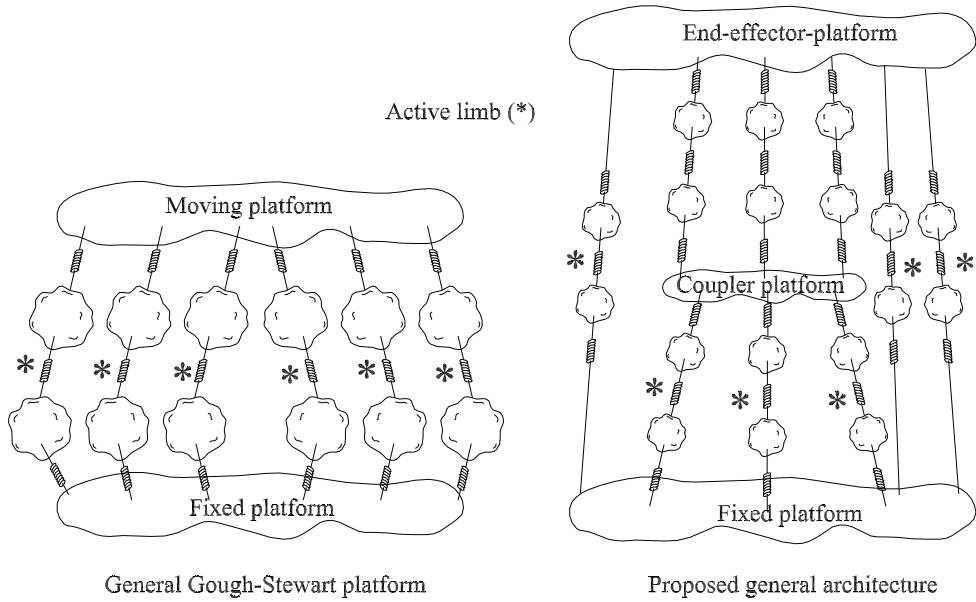 End-effector-platform
Active limb (*)
Moving platform
*
*
*
*
*
*
Fixed platform
General Gough-Stewart platform
*
*
*
Coupler platform
*
*
*
Fixed platform
Proposed general architecture